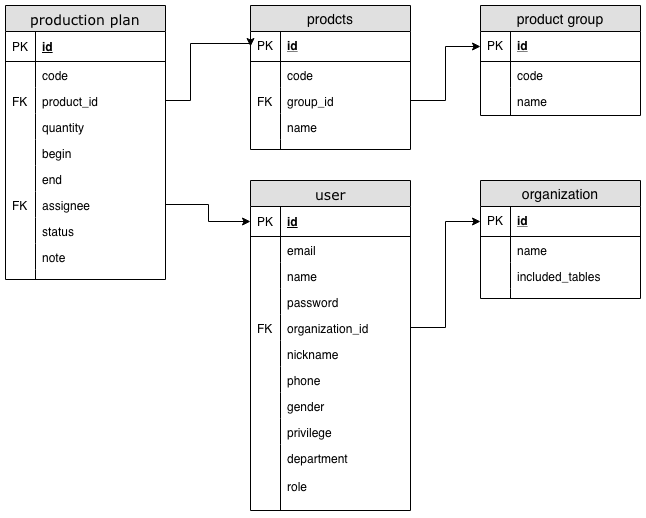 production plan
PK id
code
FK product_id
quantity
begin
end
FK assignee
status
note
prodcts
PK id
code
FK group_id
name
product group
PK id
code
name
user
PK id
email
name
password
FK organization_id
nickname
phone
gender
privilege
department
role
organization
PK id
name
included_tables